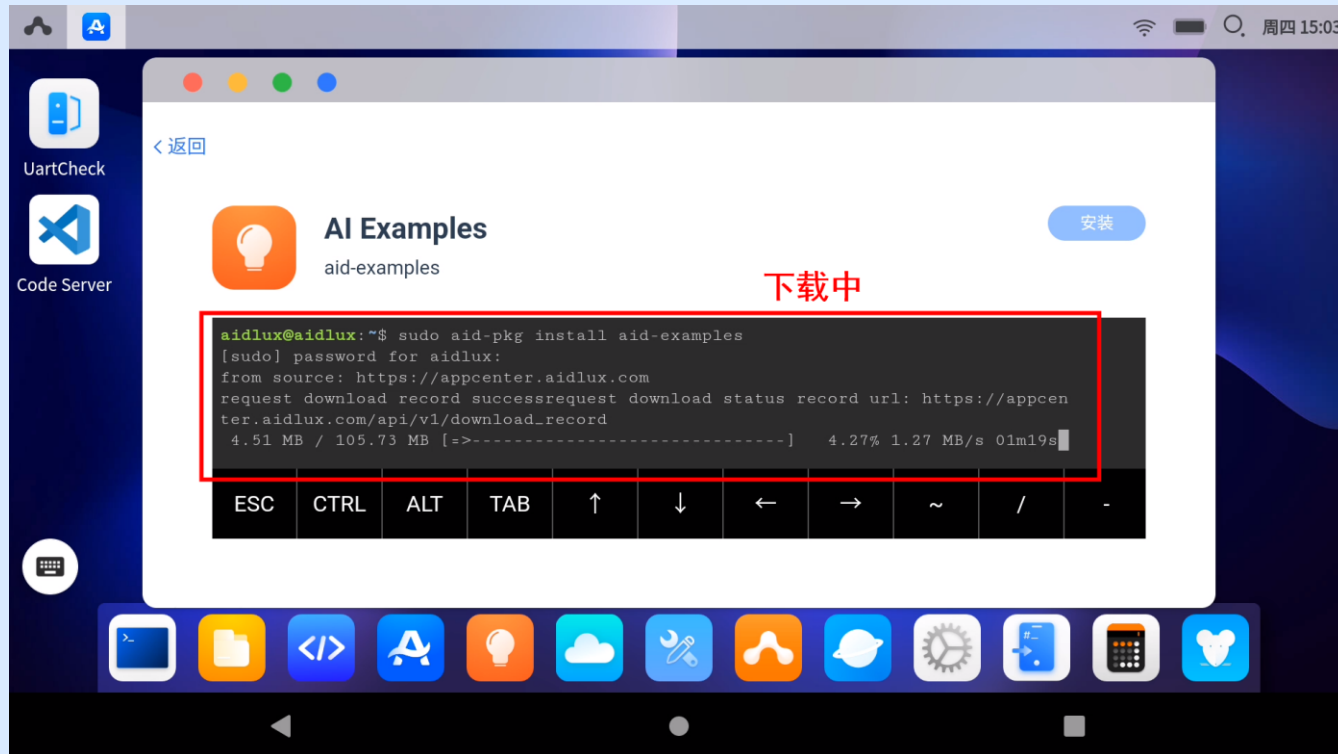 周四 15:03
UartCheck
Code Server
< 返回
AI Examples
aid-examples
安装
下载中
aidlux@aidlux:~$ sudo aid-pkg install aid-examples
[sudo] password for aidlux:
from source: https://appcenter.aidlux.com
request download record successrequest download status record url: https://appcen
ter.aidlux.com/api/v1/download_record
4.51 MB / 105.73 MB [=>------------------------------] 4.27% 1.27 MB/s 01m19s
ESC CTRL ALT TAB ↑ ↓ ← → ~ / -